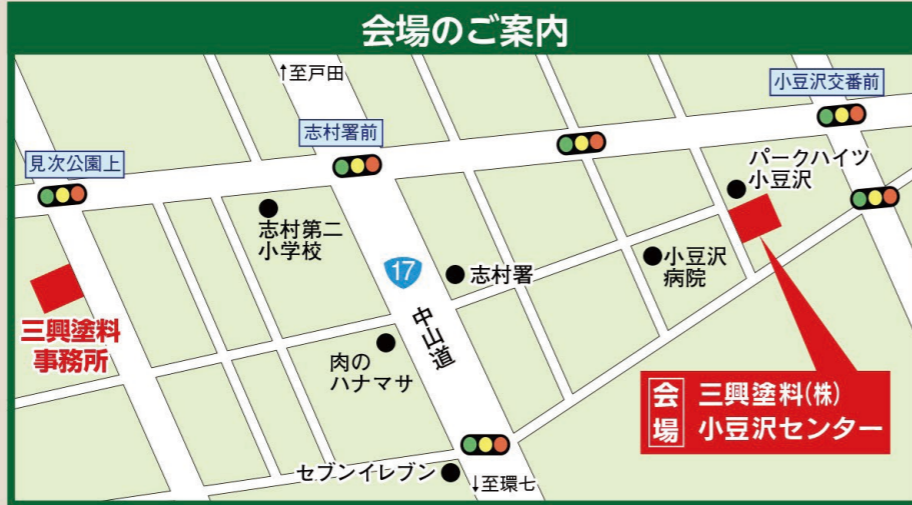 会場のご案内
↑至戸田
小豆沢交番前
志村署前
見次公園上
パークハイツ
小豆沢
志村第二
小学校
小豆沢
病院
17
志村署
三興塗料
事務所
中山道
肉の
ハナマサ
会場
三興塗料(株)
小豆沢センター
セブンイレブン
↓至環七